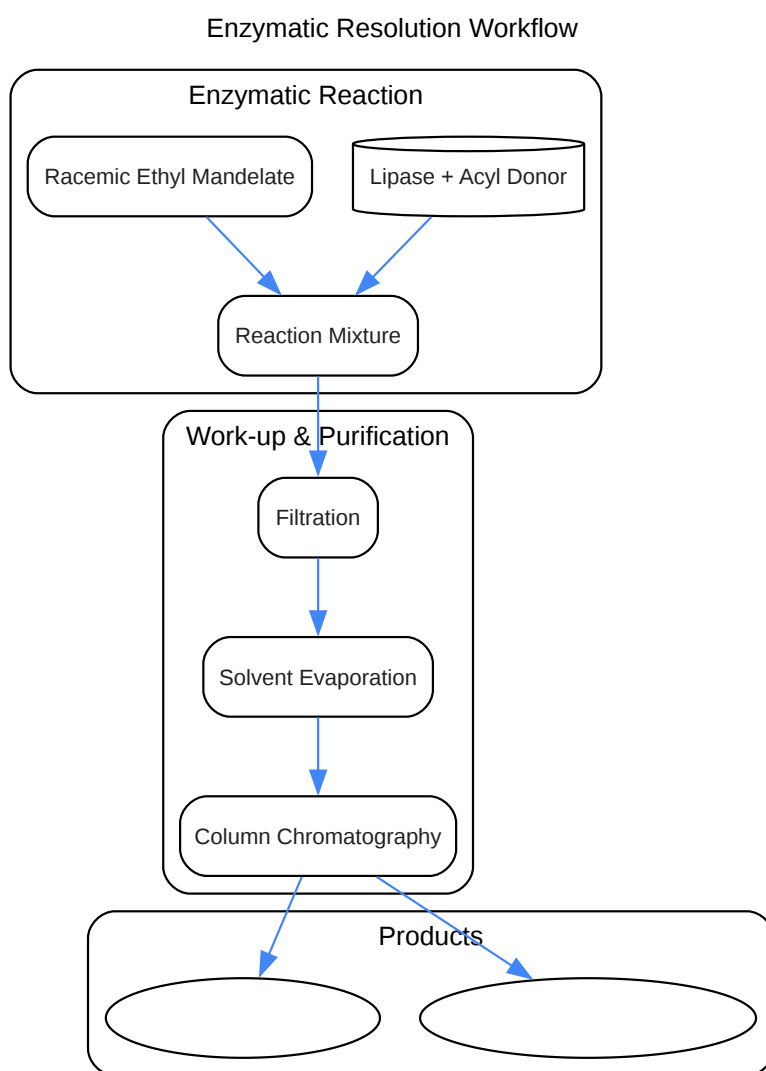 Enzymatic Resolution Workflow
Enzymatic Reaction
Racemic Ethyl Mandelate
Lipase + Acyl Donor
Reaction Mixture
Work-up & Purification
Filtration
Solvent Evaporation
Column Chromatography
Products